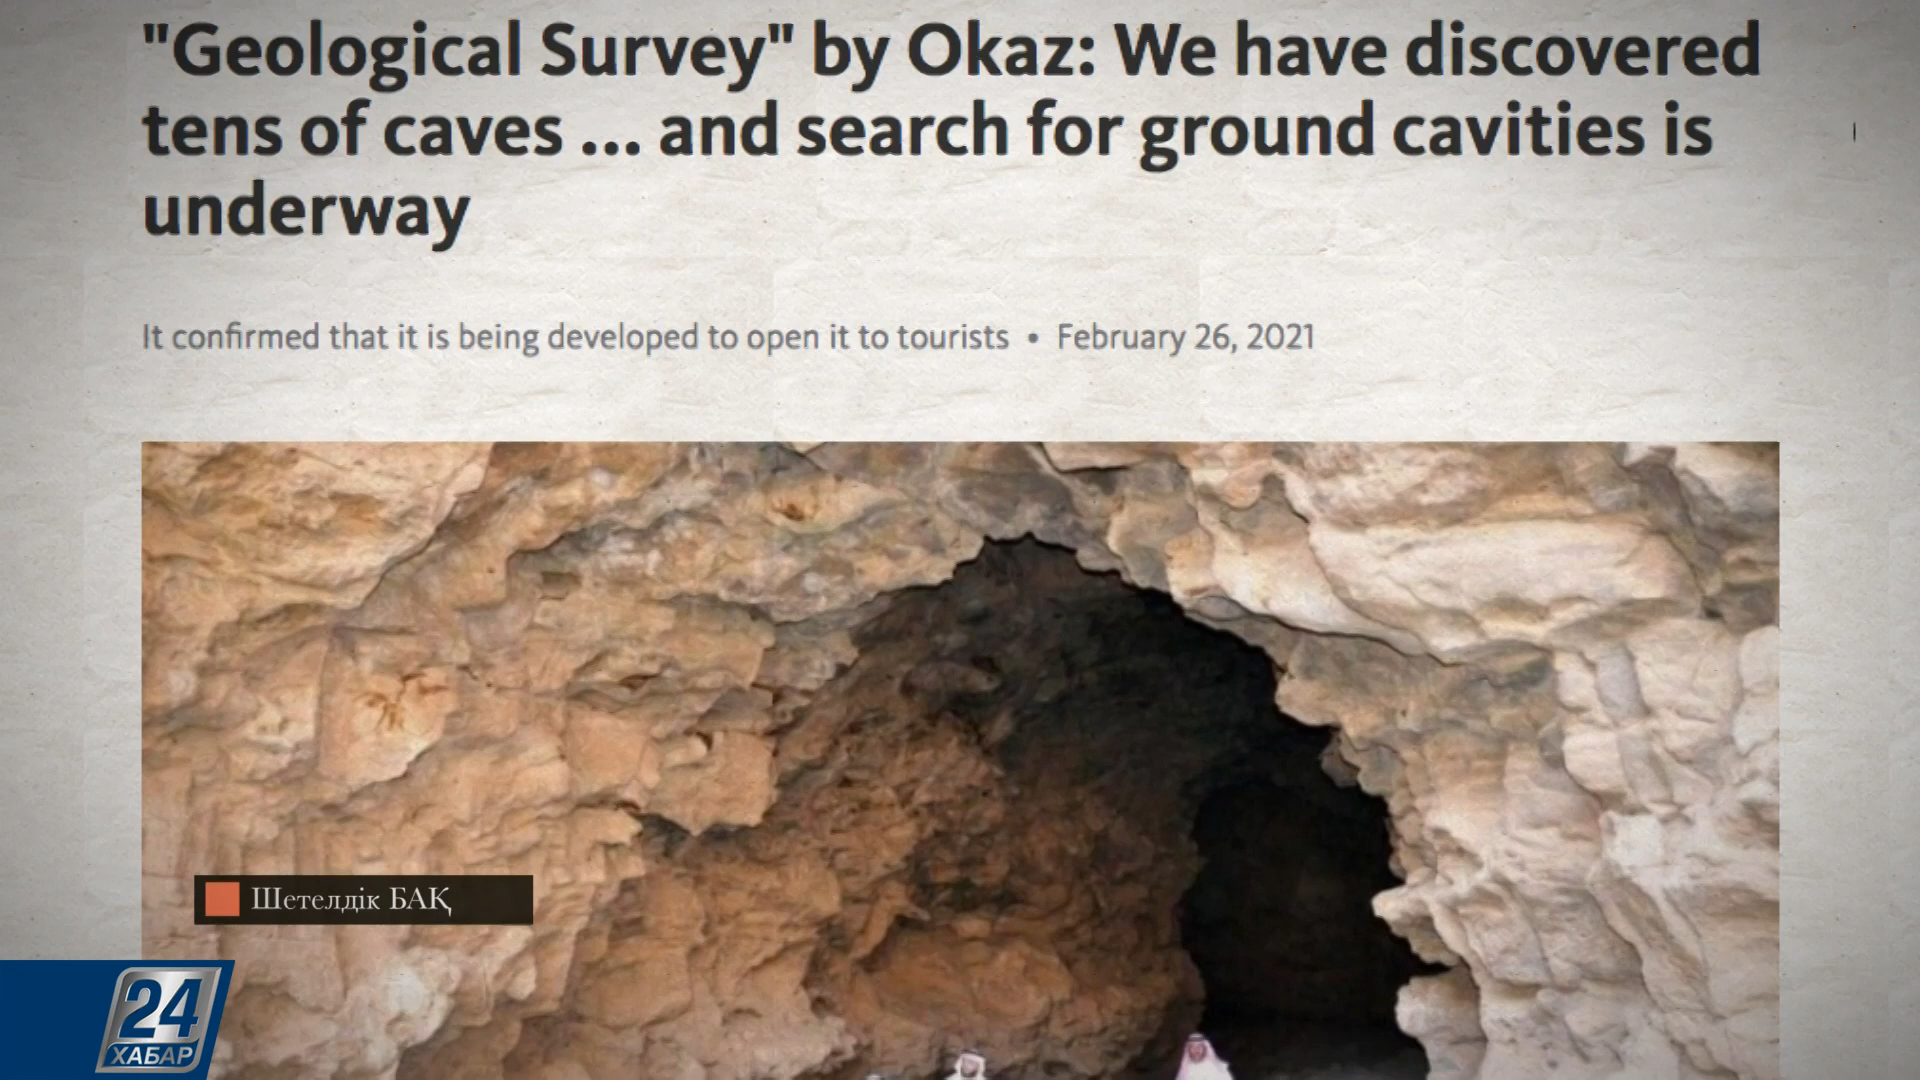 "Geological Survey" by Okaz: We have discovered
tens of caves ... and search for ground cavities is
underway
It confirmed that it is being developed to open it to tourists • February 26, 2021
Шетелдік БАҚ
24
ХАБАР